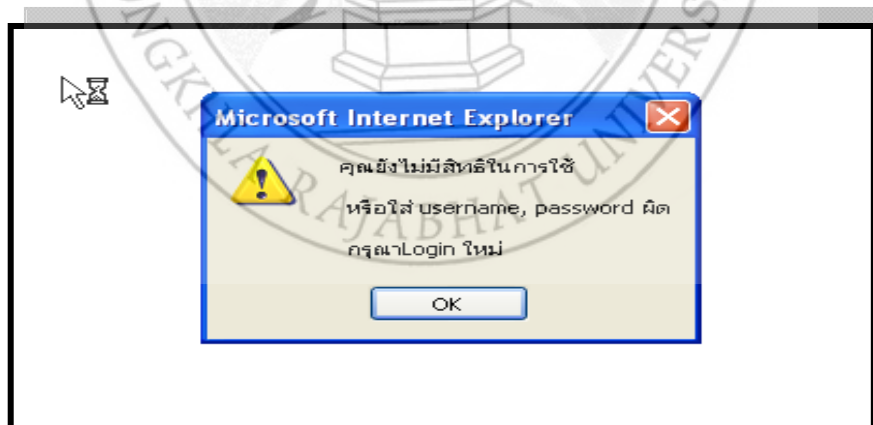 Microsoft Internet Explorer
คุณยังไม่มีสิทธิในการใช้
หรือใส่ username, password ผิด
กรุณาLogin ใหม่
OK
RAJABHAT UNIVERS